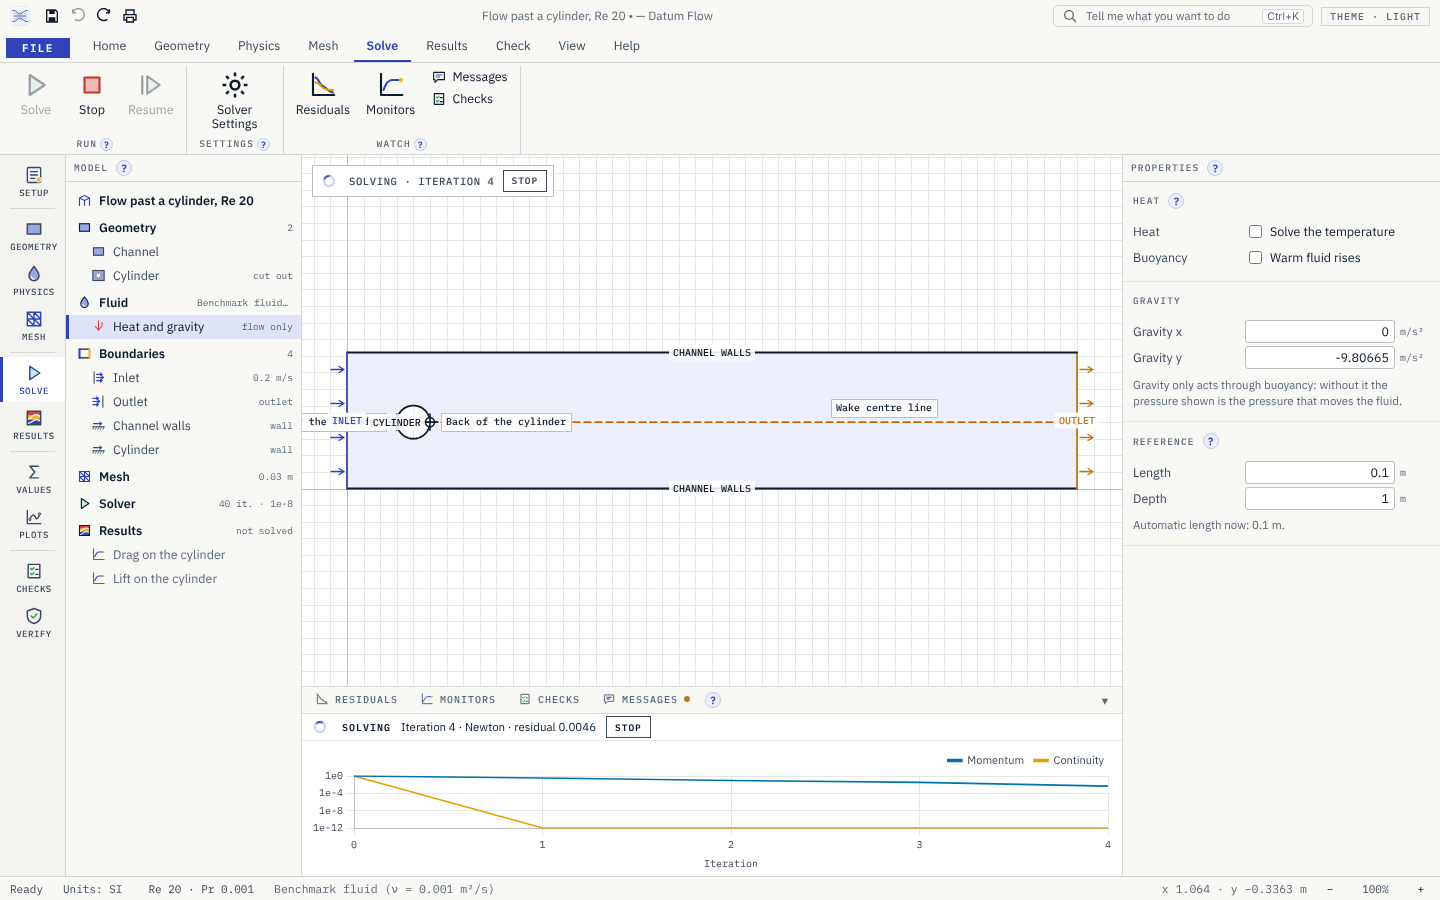 Flow past a cylinder, Re 20 • — Datum Flow
Tell me what you want to do
Ctrl+K
THEME · LIGHT
FILE
Home
Geometry
Physics
Mesh
Solve
Results
Check
View
Help
Solve
Stop
Resume
Solver
Settings
Residuals
Monitors
Messages
Checks
RUN ?
SETTINGS ?
WATCH ?
SETUP
GEOMETRY
PHYSICS
MESH
SOLVE
RESULTS
VALUES
PLOTS
CHECKS
VERIFY
MODEL ?
Flow past a cylinder, Re 20
Geometry 2
Channel
Cylinder cut out
Fluid Benchmark fluid…
Heat and gravity flow only
Boundaries 4
Inlet 0.2 m/s
Outlet outlet
Channel walls wall
Cylinder wall
Mesh 0.03 m
Solver 40 it. · 1e-8
Results not solved
Drag on the cylinder
Lift on the cylinder
SOLVING · ITERATION 4 STOP
CHANNEL WALLS
Wake centre line
the
INLET
CYLINDER
Back of the cylinder
OUTLET
CHANNEL WALLS
RESIDUALS
MONITORS
CHECKS
MESSAGES
?
▼
SOLVING Iteration 4 · Newton · residual 0.0046 STOP
Momentum
Continuity
1e0
1e-4
1e-8
1e-12
0 1 2 3 4
Iteration
PROPERTIES ?
HEAT ?
Heat Solve the temperature
Buoyancy Warm fluid rises
GRAVITY
Gravity x 0 m/s²
Gravity y -9.80665 m/s²
Gravity only acts through buoyancy: without it the
pressure shown is the pressure that moves the fluid.
REFERENCE ?
Length 0.1 m
Depth 1 m
Automatic length now: 0.1 m.
Ready
Units: SI
Re 20 · Pr 0.001
Benchmark fluid (ν = 0.001 m²/s)
x 1.064 · y −0.3363 m
− 100% +